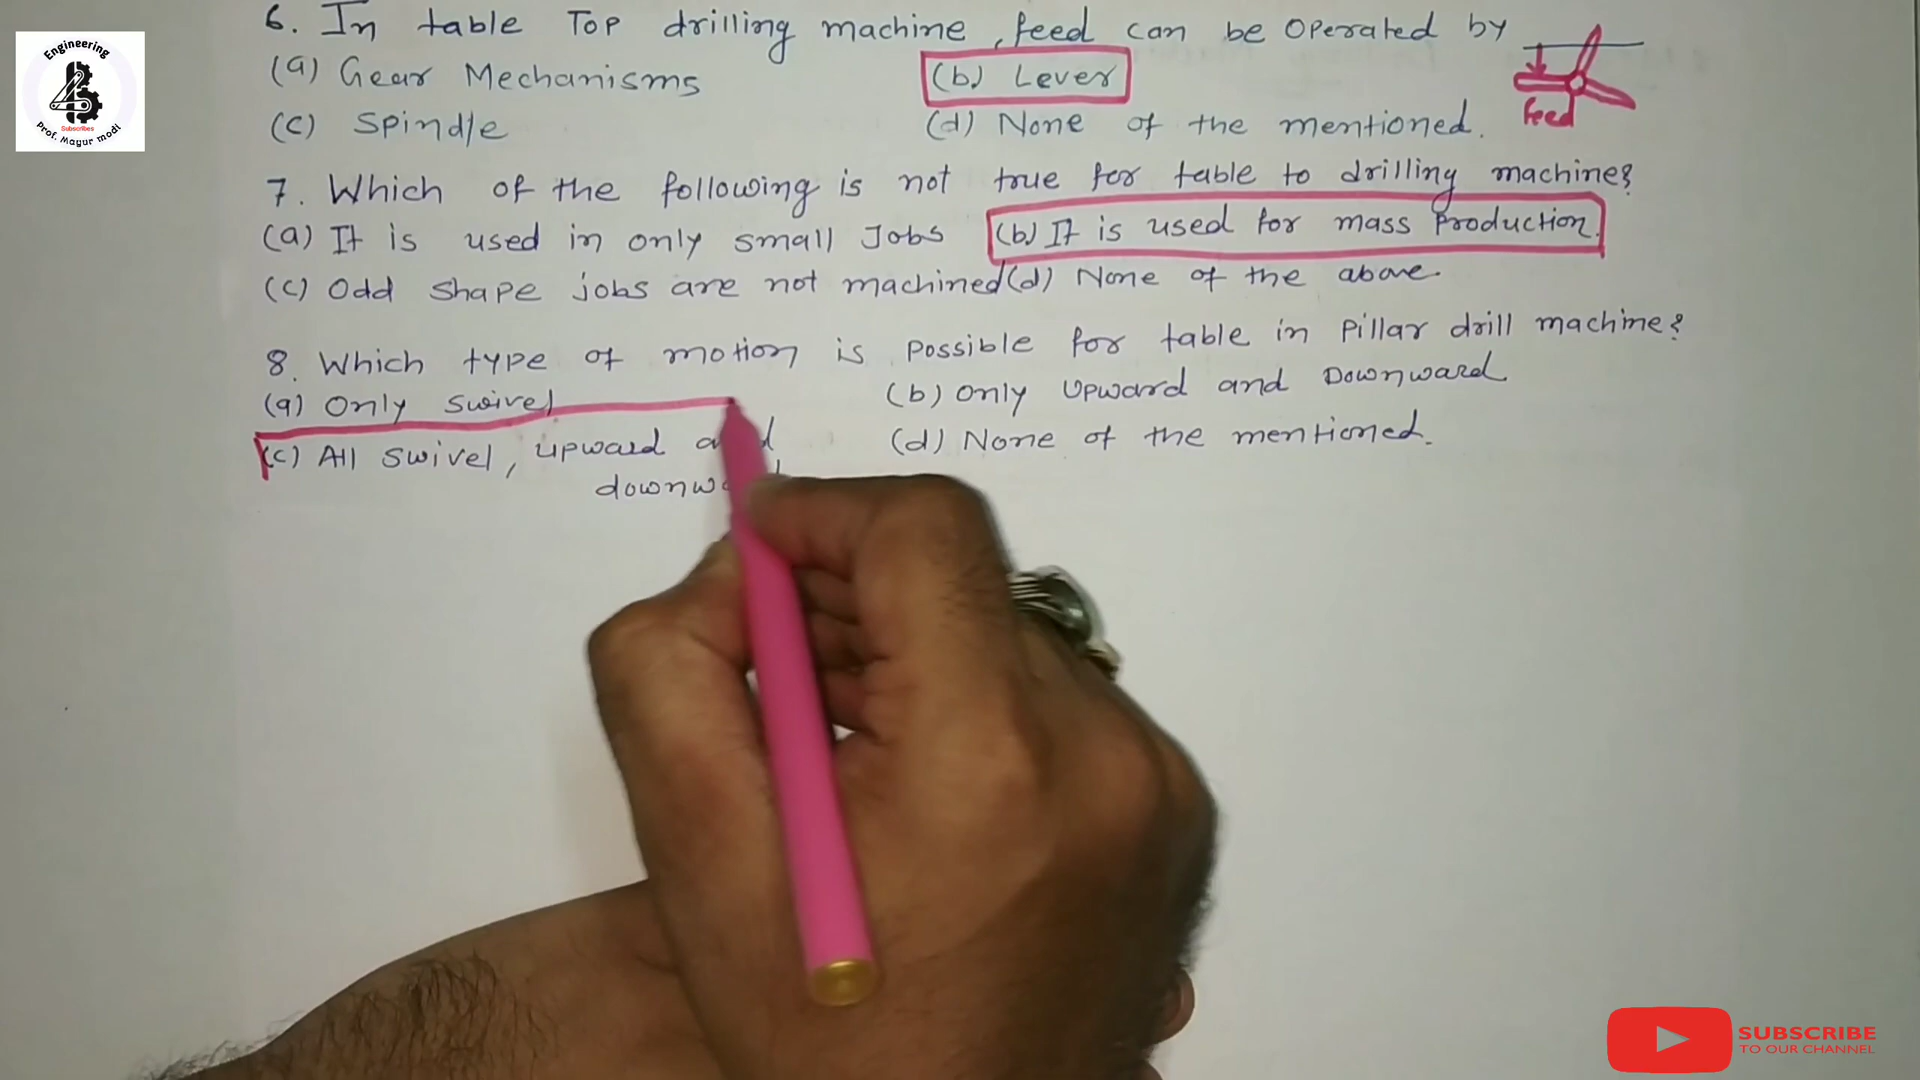 Engineering
Subscribes
Prof. Mayur modi
6. In table Top drilling machine, feed can be Operated by
(a) Gear Mechanisms (b) Lever
(c) Spindle (d) None of the mentioned.
Feed
7. Which of the following is not true for table to drilling machine?
(a) It is used in only small Jobs (b) It is used for mass Production.
(c) Odd Shape jobs are not machined (d) None of the above.
8. Which type of motion is possible for table in Pillar drill machine?
(a) Only swivel (b) Only Upward and Downward
(c) All swivel, upward and (d) None of the mentioned.
SUBSCRIBE
TO OUR CHANNEL